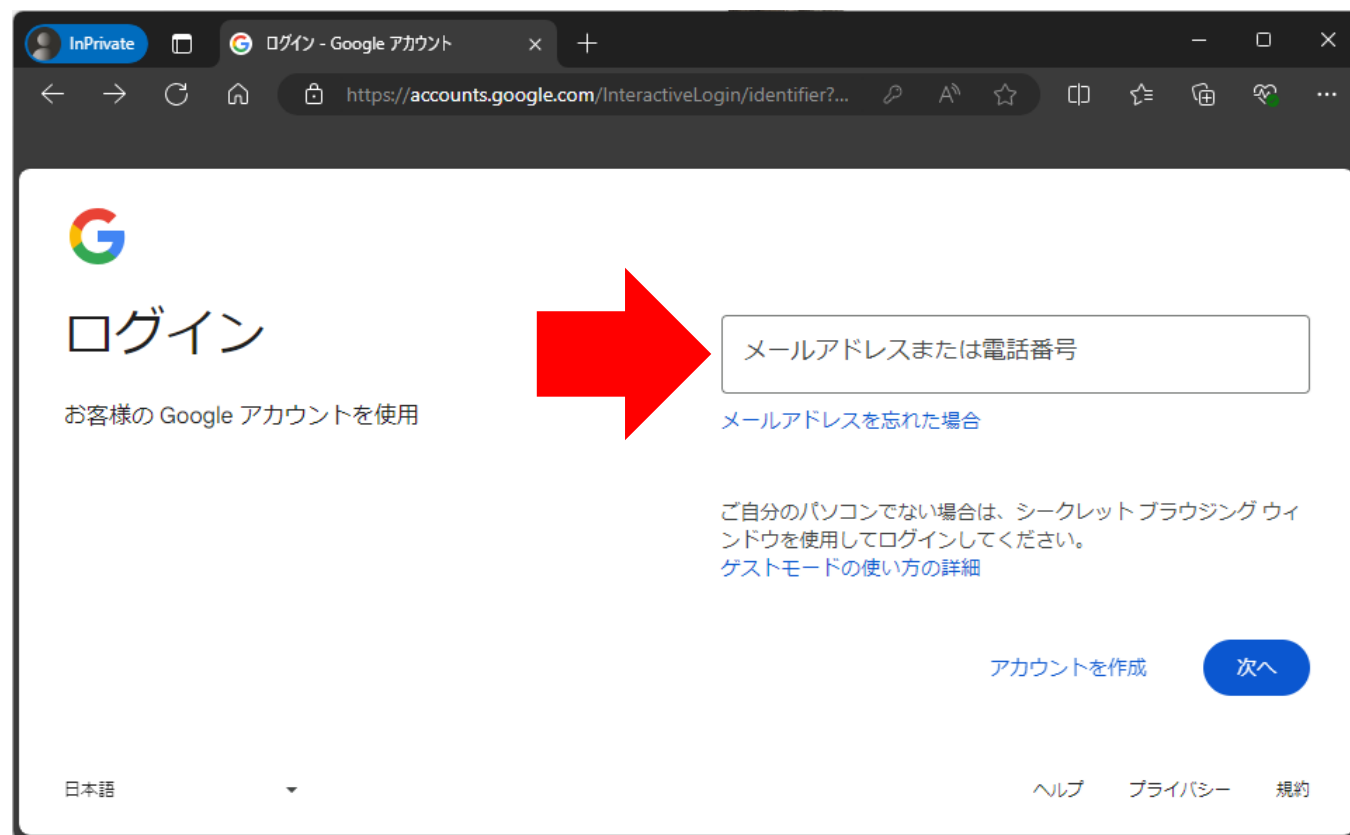 InPrivate
ログイン - Google アカウント
https://accounts.google.com/InteractiveLogin/identifier?...
ログイン
お客様の Google アカウントを使用
メールアドレスまたは電話番号
メールアドレスを忘れた場合
ご自分のパソコンでない場合は、シークレット ブラウジング ウィ
ンドウを使用してログインしてください。
ゲストモードの使い方の詳細
アカウントを作成
次へ
日本語
ヘルプ プライバシー 規約